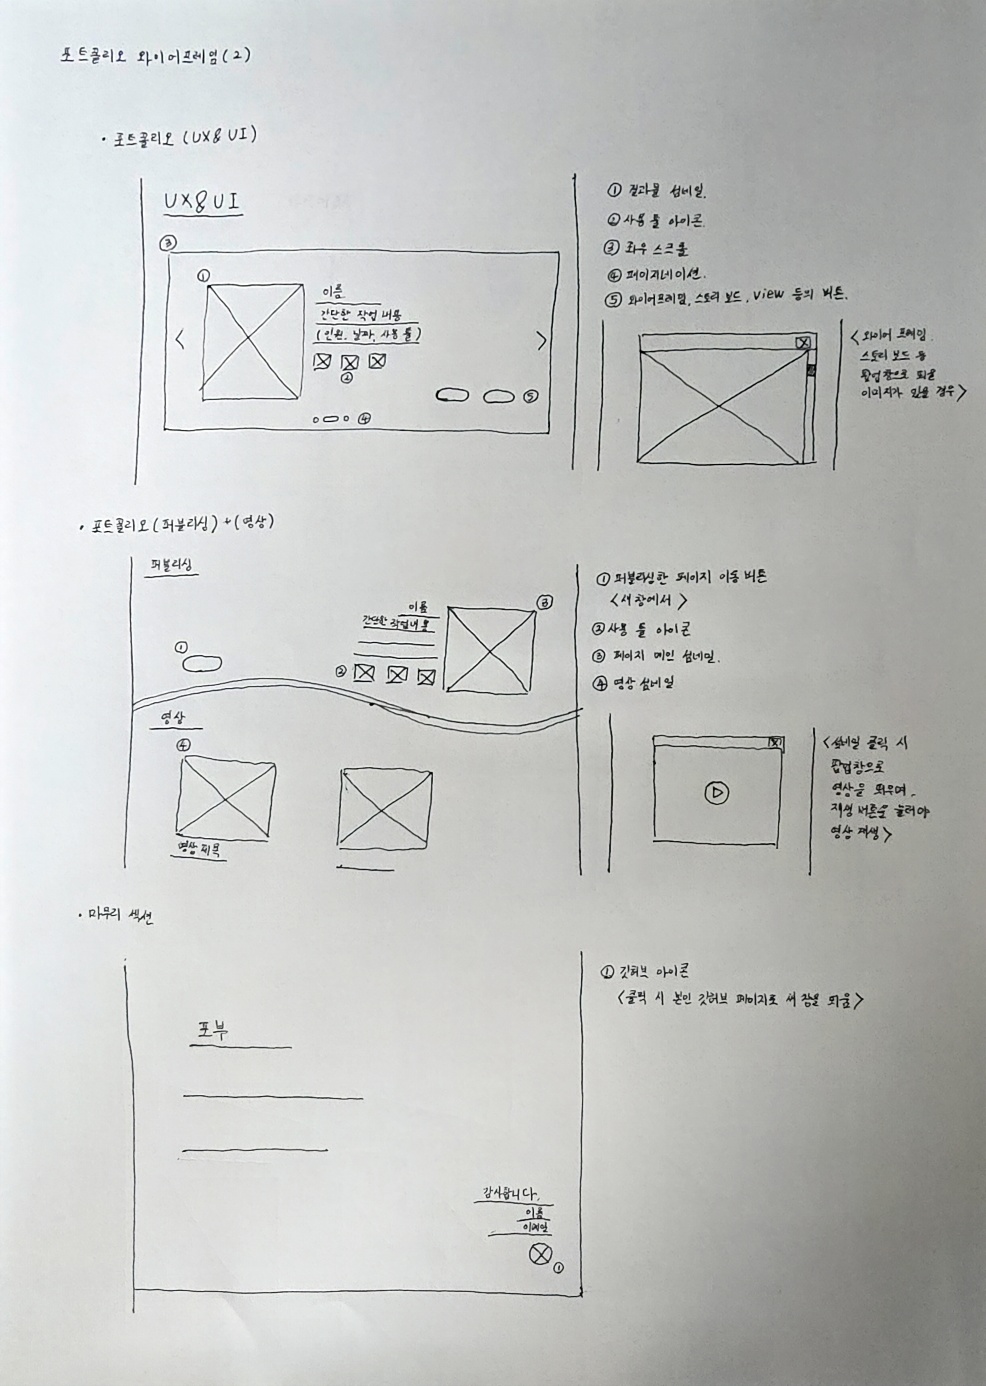 포트폴리오 와이어프레임(2)
• 포트폴리오 (UX&UI)
UX&UI
③
①
이름
간단한 작업 내용
(인원, 날짜, 사용 툴)
②
⑤
④
① 결과물 섬네일.
② 사용 툴 아이콘.
③ 좌우 스크롤
④ 페이지네이션.
⑤ 와이어프레임, 스토리 보드, view 등의 버튼.
<와이어 프레임.
스토리 보드 등
팝업창으로 띄울
이미지가 있을 경우>
• 포트폴리오(퍼블리싱)+(영상)
퍼블리싱
③
이름
간단한 작업내용
①
②
영상
④
영상 제목
① 퍼블리싱한 페이지 이동 버튼
<새 창에서>
② 사용 툴 아이콘
③ 페이지 메인 섬네일.
④ 영상 섬네일
<섬네일 클릭 시
팝업창으로
영상을 띄우며,
재생 버튼을 눌러야
영상 재생>
• 마무리 섹션
포부
감사합니다.
이름
이메일
①
① 깃허브 아이콘
<클릭 시 본인 깃허브 페이지로 새 창을 띄움>